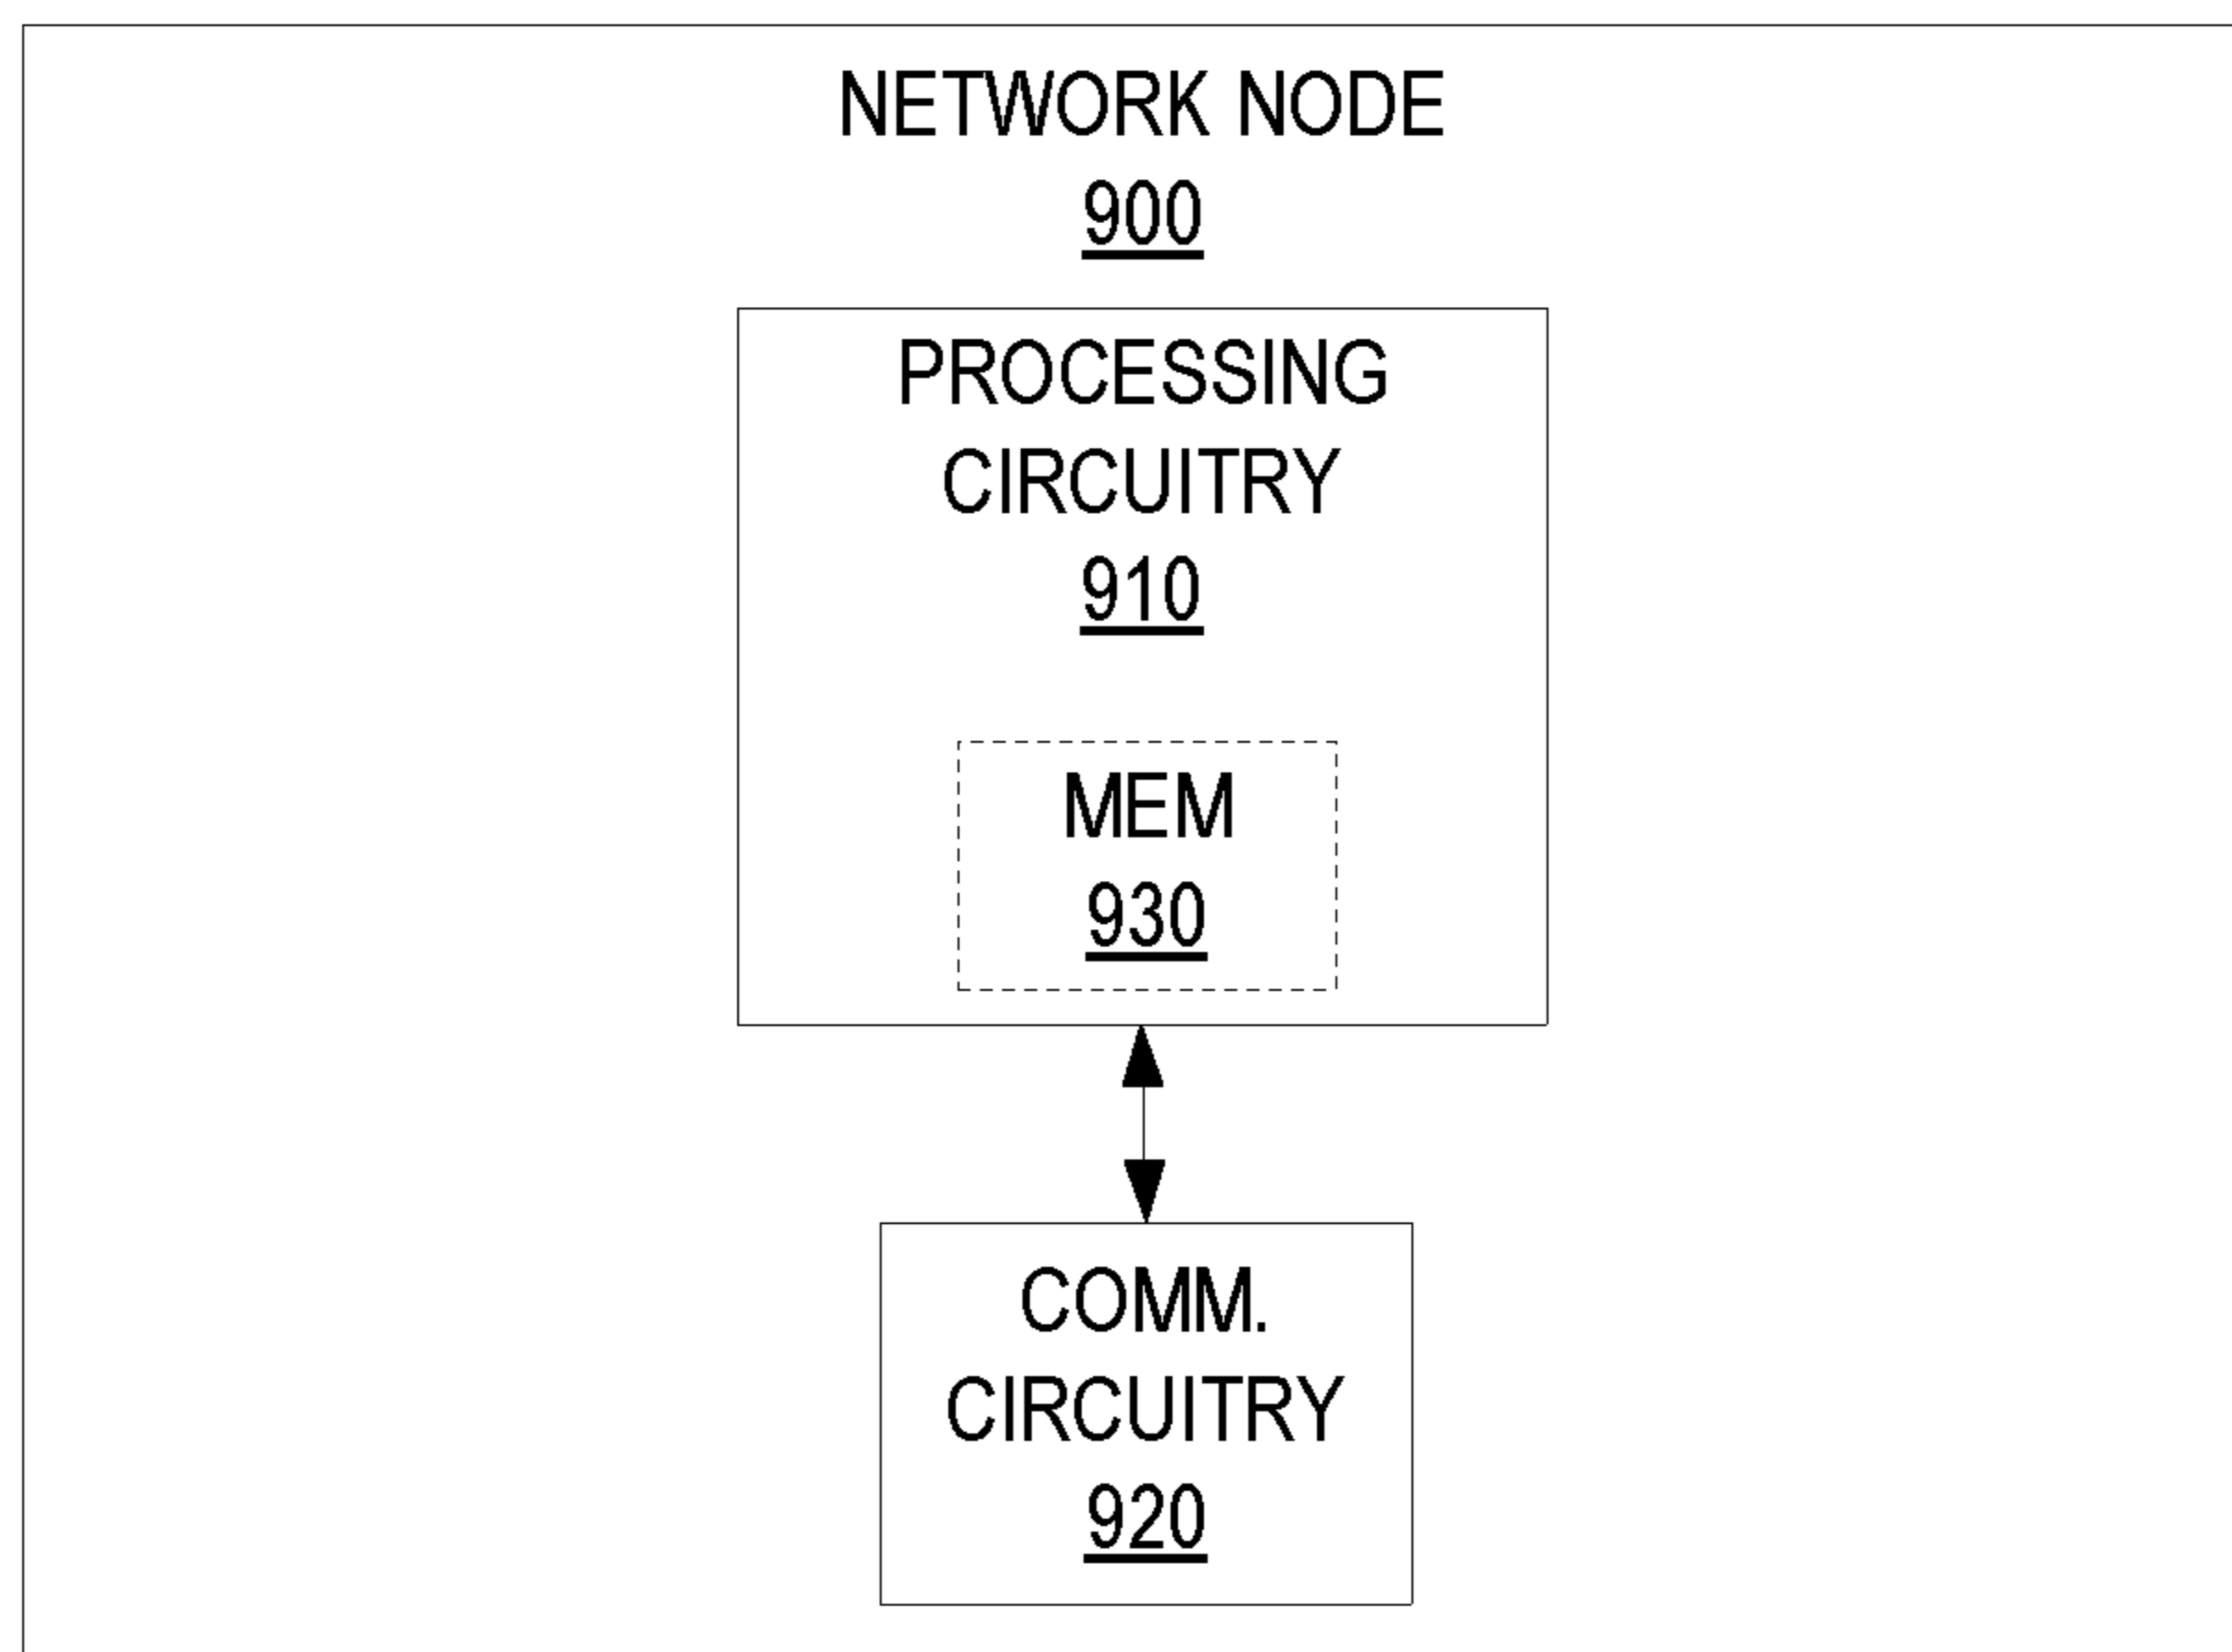 NETWORK NODE
900
PROCESSING
CIRCUITRY
910
MEM
930
COMM.
CIRCUITRY
920